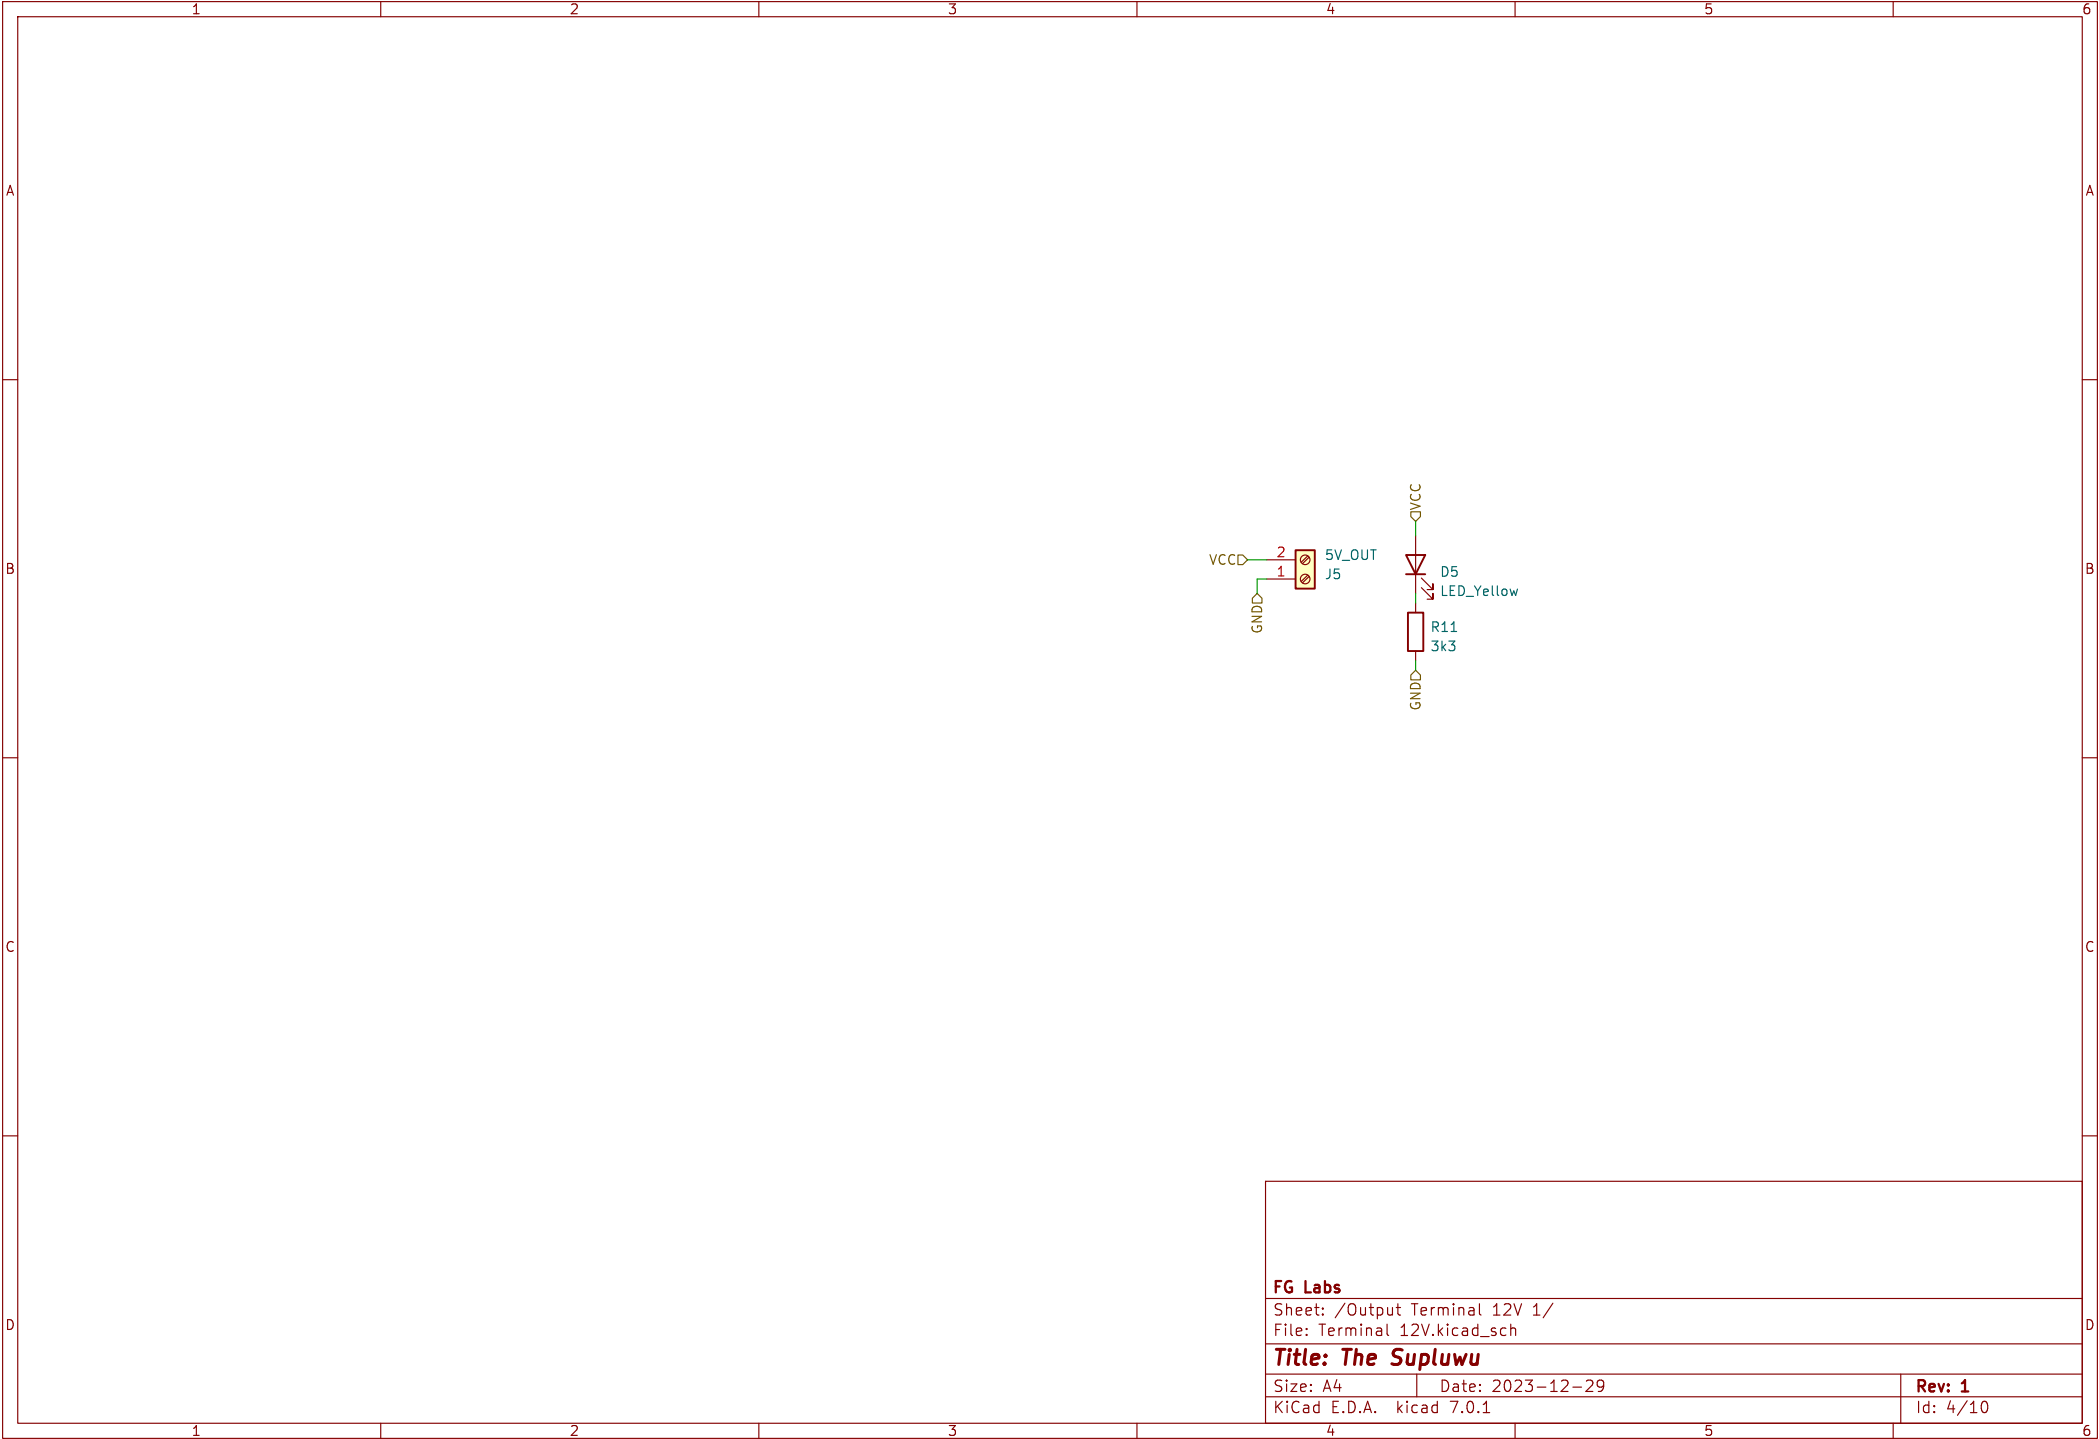 1 2 3 4 5 6
A A
VCC
VCC 2 5V_OUT
1 J5
B B
D5
LED_Yellow
GND
R11
3k3
GND
C C
FG Labs
Sheet: /Output Terminal 12V 1/
File: Terminal 12V.kicad_sch
D D
Title: The Supluwu
Size: A4 Date: 2023-12-29 Rev: 1
KiCad E.D.A. kicad 7.0.1 Id: 4/10
1 2 3 4 5 6